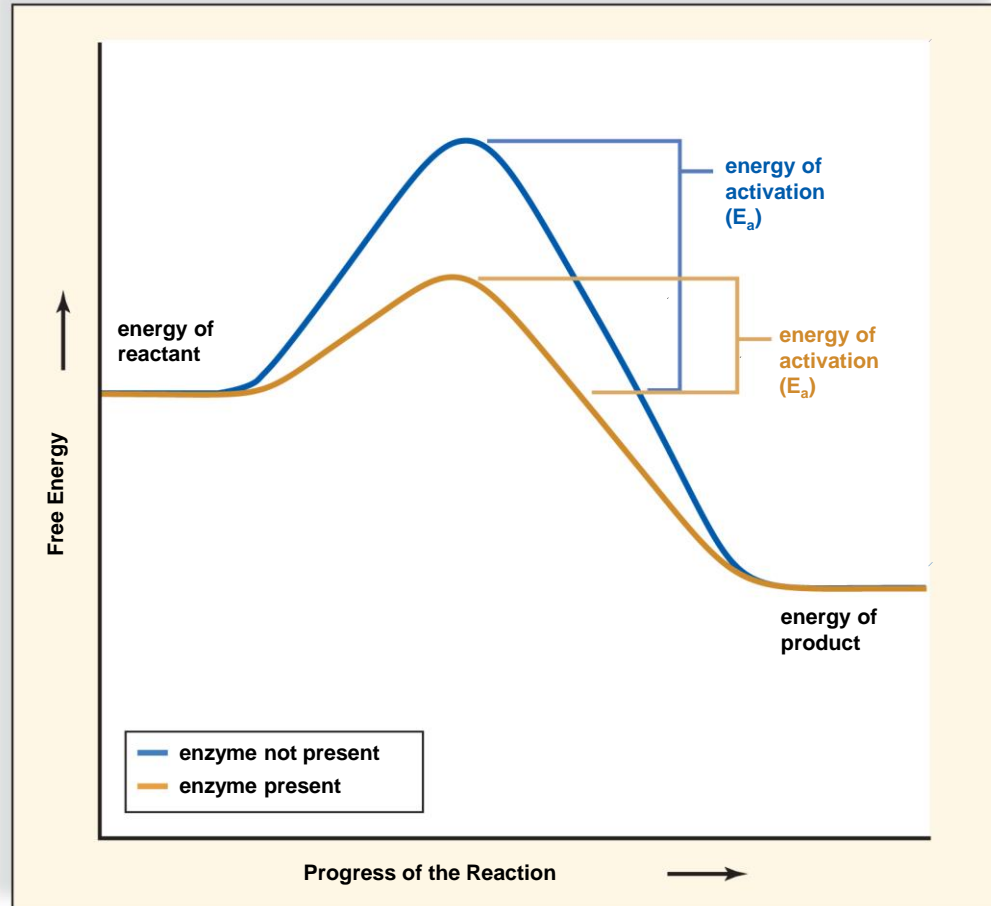 energy of
activation
(Eₐ)
energy of
reactant
energy of
activation
(Eₐ)
Free Energy
energy of
product
enzyme not present
enzyme present
Progress of the Reaction